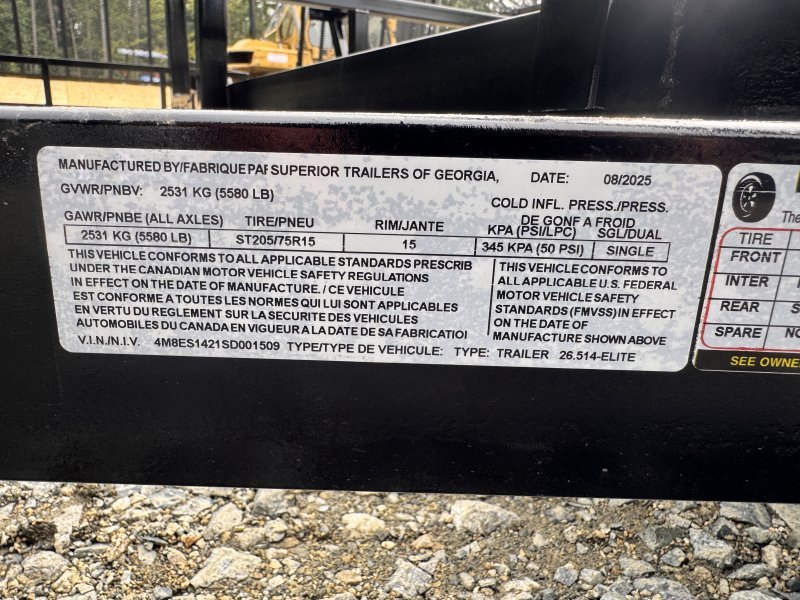 MANUFACTURED BY/FABRIQUE PAR SUPERIOR TRAILERS OF GEORGIA, DATE: 08/2025
GVWR/PNBV: 2531 KG (5580 LB)
COLD INFL. PRESS./PRESS.
DE GONF A FROID
GAWR/PNBE (ALL AXLES) TIRE/PNEU RIM/JANTE KPA (PSI/LPC) SGL/DUAL
2531 KG (5580 LB) ST205/75R15 15 345 KPA (50 PSI) SINGLE
THIS VEHICLE CONFORMS TO ALL APPLICABLE STANDARDS PRESCRIB
UNDER THE CANADIAN MOTOR VEHICLE SAFETY REGULATIONS
IN EFFECT ON THE DATE OF MANUFACTURE. / CE VEHICULE
EST CONFORME A TOUTES LES NORMES QUI LUI SONT APPLICABLES
EN VERTU DU REGLEMENT SUR LA SECURITE DES VEHICULES
AUTOMOBILES DU CANADA EN VIGUEUR A LA DATE DE SA FABRICATIOI
THIS VEHICLE CONFORMS TO
ALL APPLICABLE U.S. FEDERAL
MOTOR VEHICLE SAFETY
STANDARDS (FMVSS) IN EFFECT
ON THE DATE OF
MANUFACTURE SHOWN ABOVE
V.I.N./N.I.V. 4M8ES1421SD001509 TYPE/TYPE DE VEHICULE: TYPE: TRAILER 26.514-ELITE
The
TIRE
FRONT
INTER
REAR S
SPARE NO
SEE OWNE